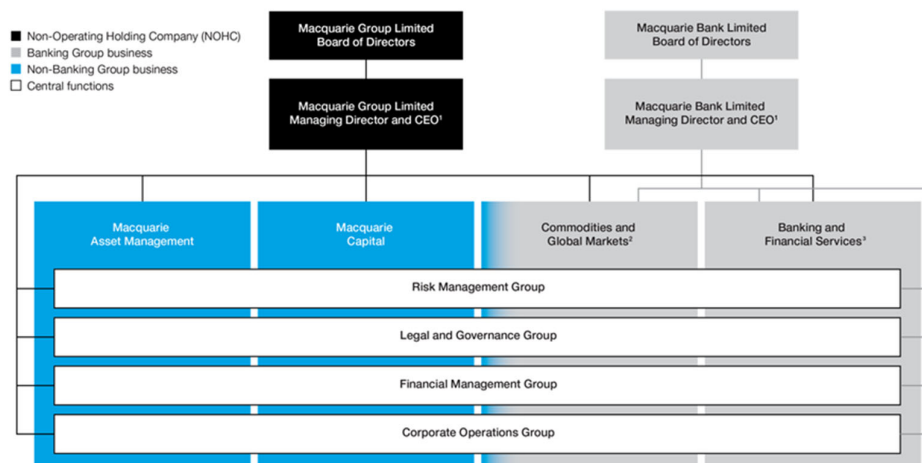 Non-Operating Holding Company (NOHC)
Banking Group business
Non-Banking Group business
Central functions
Macquarie Group Limited
Board of Directors
Macquarie Bank Limited
Board of Directors
Macquarie Group Limited
Managing Director and CEO¹
Macquarie Bank Limited
Managing Director and CEO¹
Macquarie
Asset Management
Macquarie
Capital
Commodities and
Global Markets²
Banking and
Financial Services³
Risk Management Group
Legal and Governance Group
Financial Management Group
Corporate Operations Group